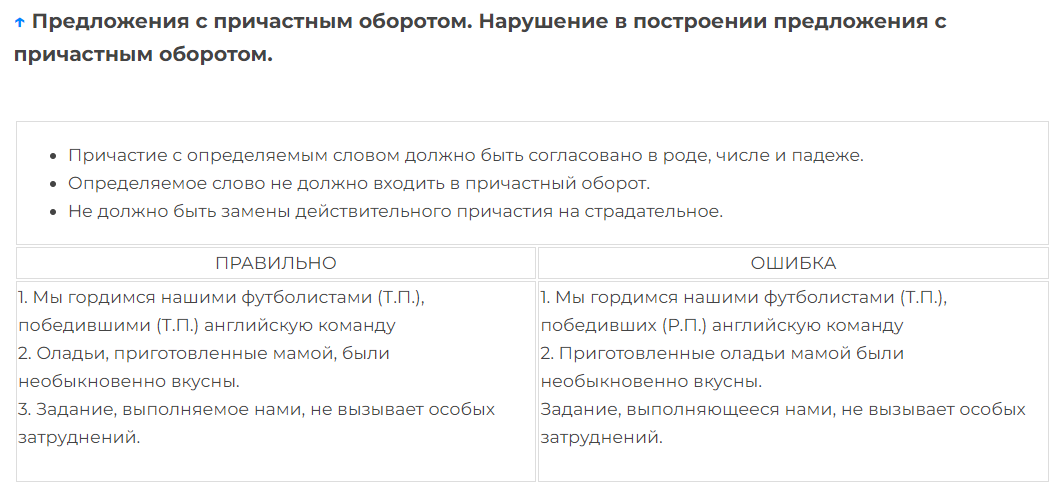 ↑ Предложения с причастным оборотом. Нарушение в построении предложения с
причастным оборотом.
• Причастие с определяемым словом должно быть согласовано в роде, числе и падеже.
• Определяемое слово не должно входить в причастный оборот.
• Не должно быть замены действительного причастия на страдательное.
ПРАВИЛЬНО
1. Мы гордимся нашими футболистами (Т.П.),
победившими (Т.П.) английскую команду
2. Оладьи, приготовленные мамой, были
необыкновенно вкусны.
3. Задание, выполняемое нами, не вызывает особых
затруднений.
ОШИБКА
1. Мы гордимся нашими футболистами (Т.П.),
победивших (Р.П.) английскую команду
2. Приготовленные оладьи мамой были
необыкновенно вкусны.
Задание, выполняющееся нами, не вызывает особых
затруднений.